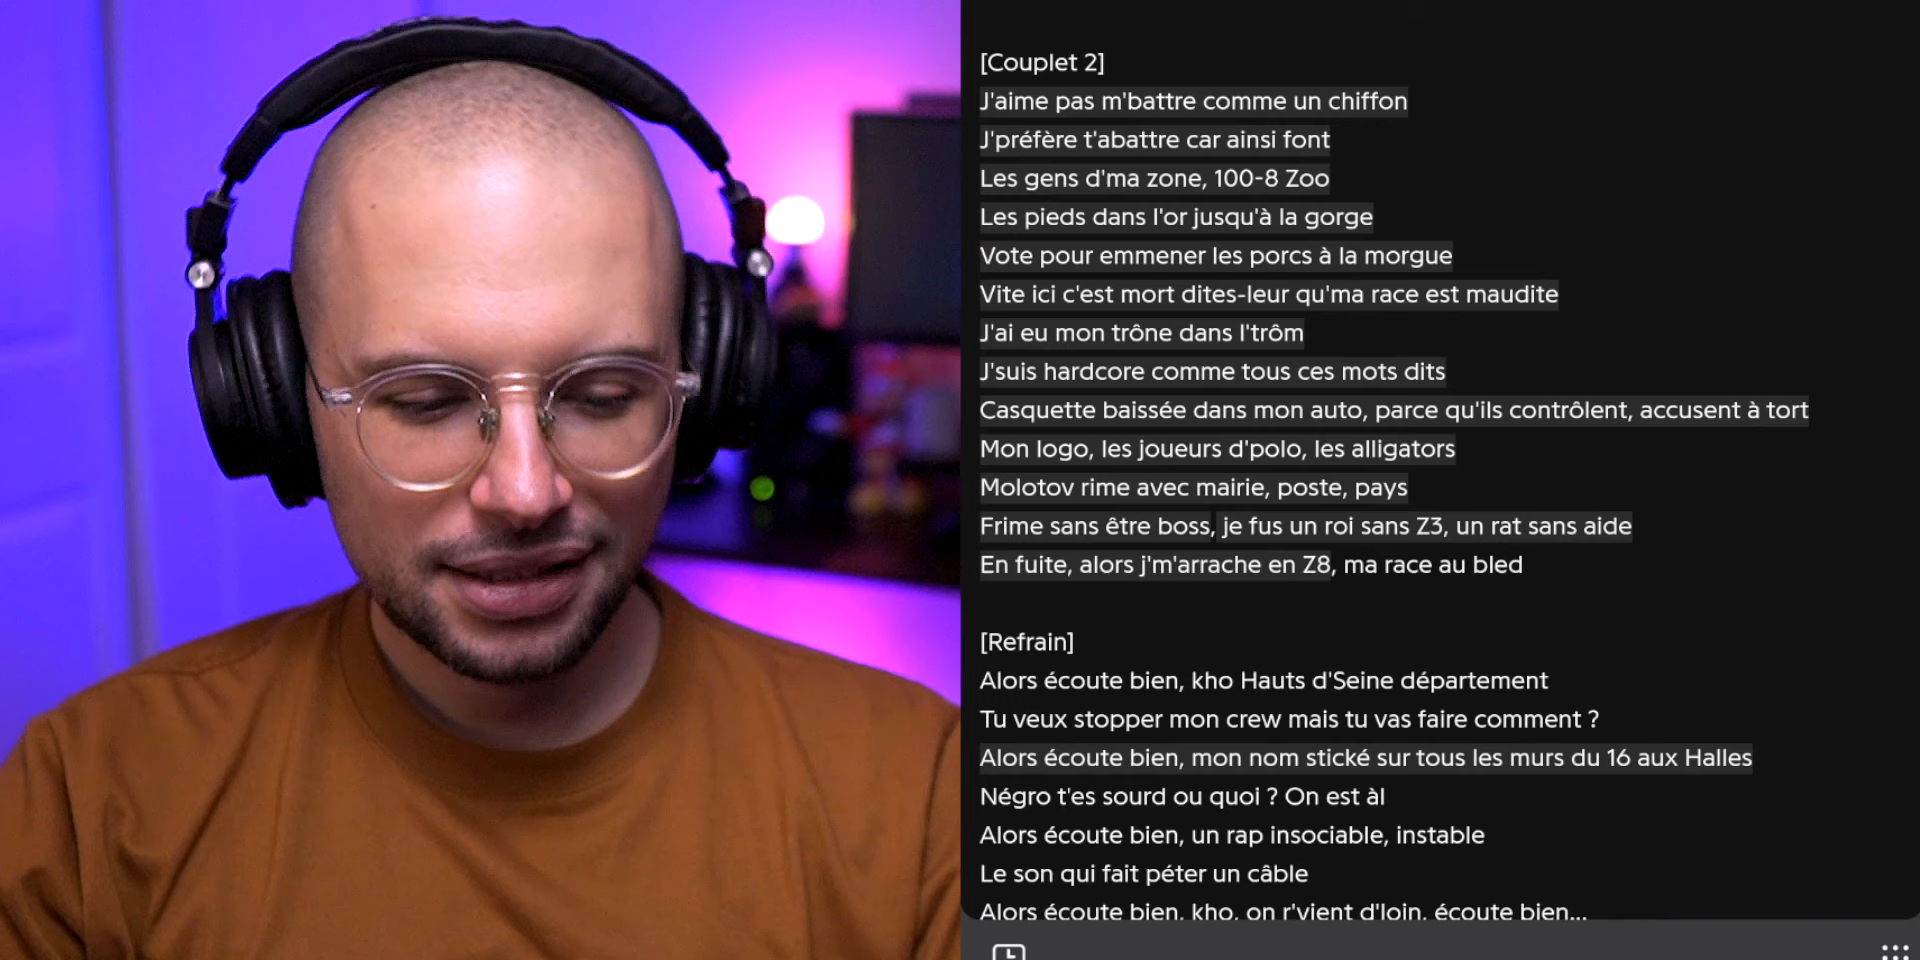 [Couplet 2]
J'aime pas m'battre comme un chiffon
J'préfère t'abattre car ainsi font
Les gens d'ma zone, 100-8 Zoo
Les pieds dans l'or jusqu'à la gorge
Vote pour emmener les porcs à la morgue
Vite ici c'est mort dites-leur qu'ma race est maudite
J'ai eu mon trône dans l'trôm
J'suis hardcore comme tous ces mots dits
Casquette baissée dans mon auto, parce qu'ils contrôlent, accusent à tort
Mon logo, les joueurs d'polo, les alligators
Molotov rime avec mairie, poste, pays
Frime sans être boss, je fus un roi sans Z3, un rat sans aide
En fuite, alors j'm'arrache en Z8, ma race au bled
[Refrain]
Alors écoute bien, kho Hauts d'Seine département
Tu veux stopper mon crew mais tu vas faire comment ?
Alors écoute bien, mon nom stické sur tous les murs du 16 aux Halles
Négro t'es sourd ou quoi ? On est àl
Alors écoute bien, un rap insociable, instable
Le son qui fait péter un câble
Alors écoute bien, kho, on r'vient d'loin, écoute bien...